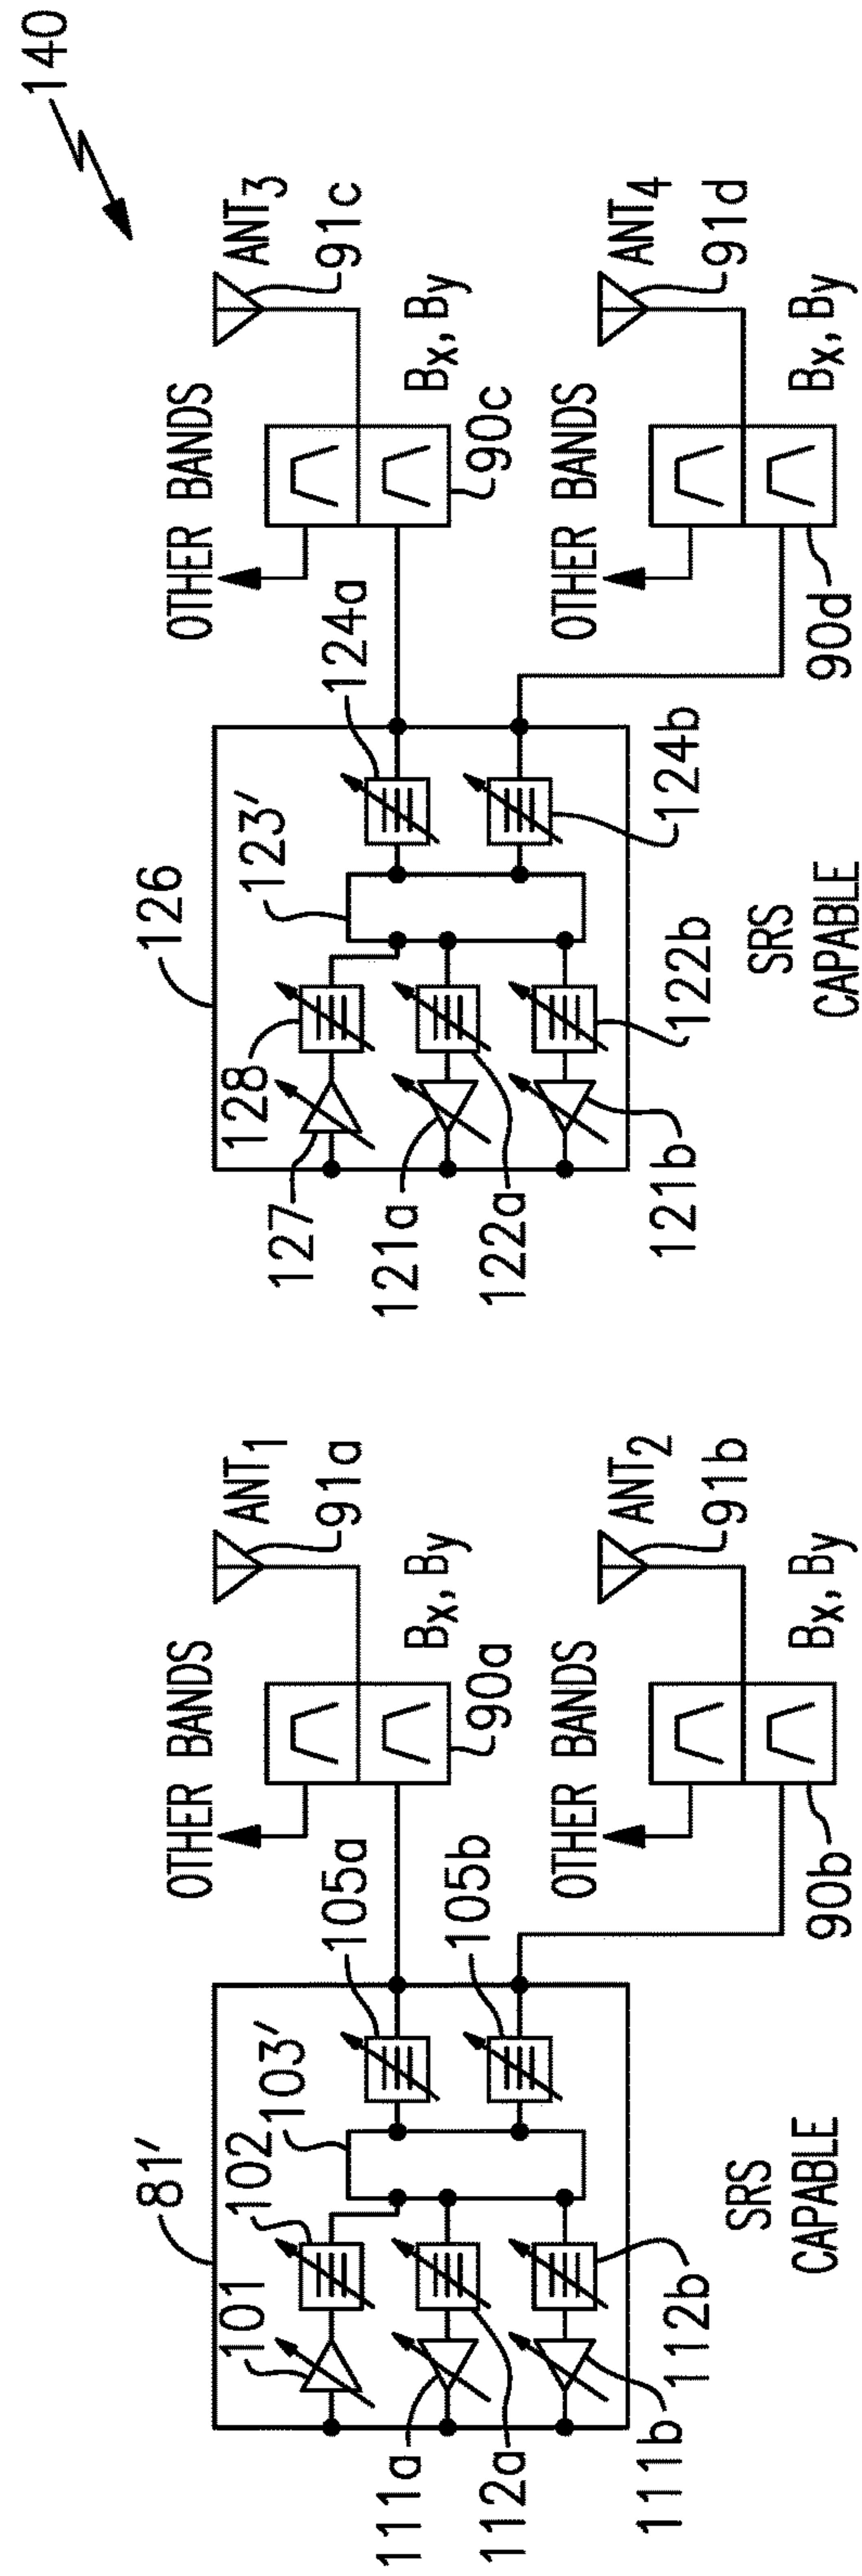 140
81′
101
102
103′
105a
105b
111a
112a
111b
112b
OTHER BANDS
ANT1
91a
90a
Bx, By
OTHER BANDS
ANT2
91b
90b
Bx, By
SRS
CAPABLE
126
127
128
123′
124a
124b
121a
122a
121b
122b
OTHER BANDS
ANT3
91c
90c
Bx, By
OTHER BANDS
ANT4
91d
90d
Bx, By
SRS
CAPABLE